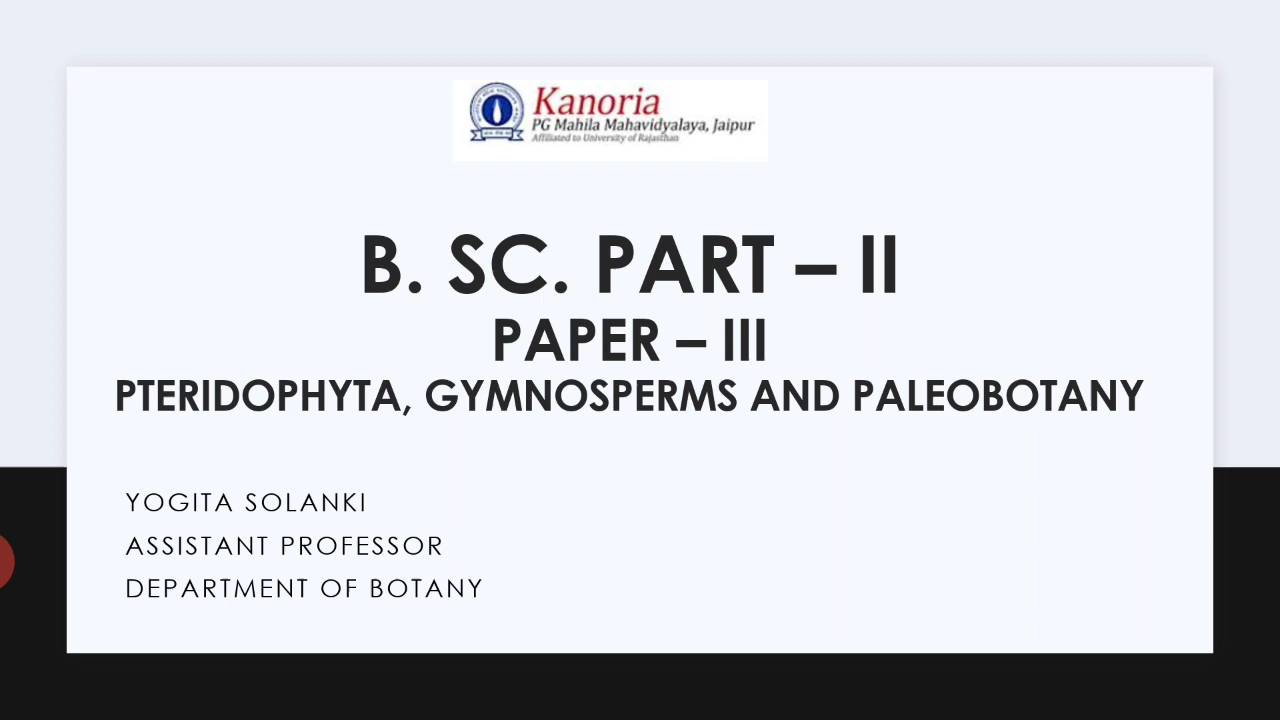 Kanoria
PG Mahila Mahavidyalaya, Jaipur
Affiliated to University of Rajasthan
B. SC. PART – II
PAPER – III
PTERIDOPHYTA, GYMNOSPERMS AND PALEOBOTANY
YOGITA SOLANKI
ASSISTANT PROFESSOR
DEPARTMENT OF BOTANY